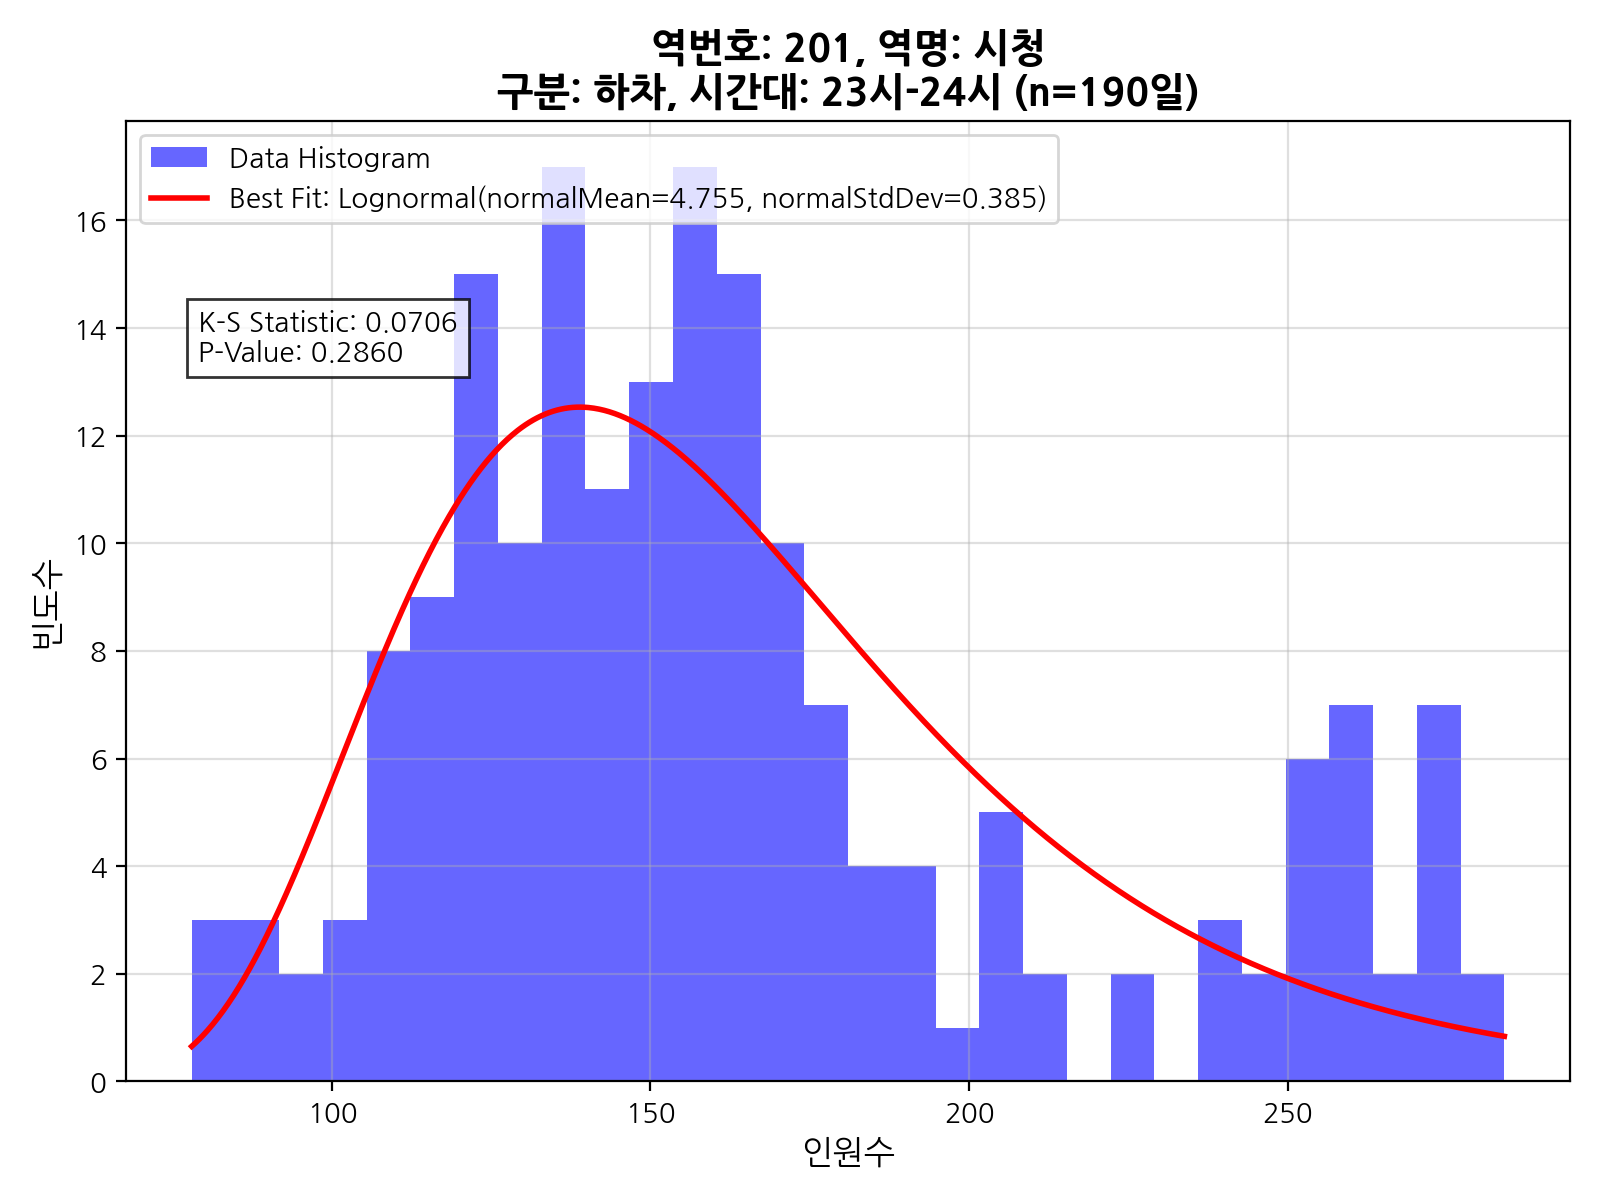 역번호: 201, 역명: 시청
구분: 하차, 시간대: 23시-24시 (n=190일)
Data Histogram
Best Fit: Lognormal(normalMean=4.755, normalStdDev=0.385)
K-S Statistic: 0.0706
P-Value: 0.2860
16
14
12
10
8
6
4
2
0
빈도수
100
150
200
250
인원수